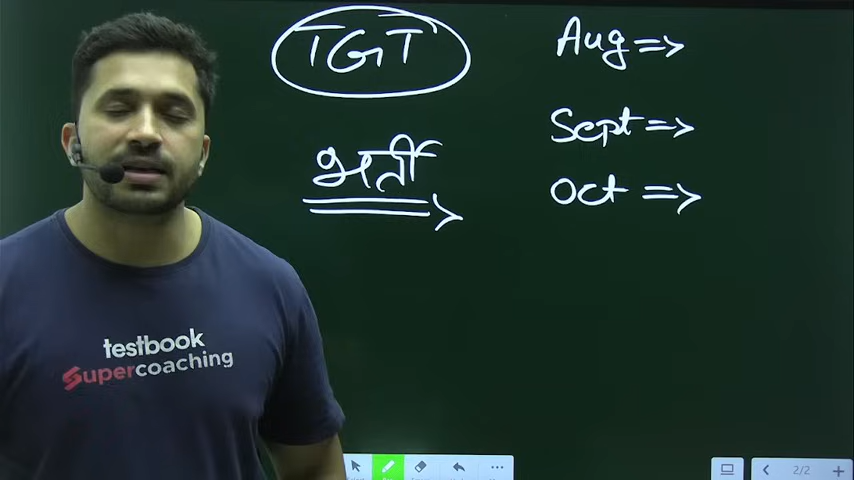 TGT
भर्ती
Aug =>
Sept =>
Oct =>
testbook
Supercoaching
2/2